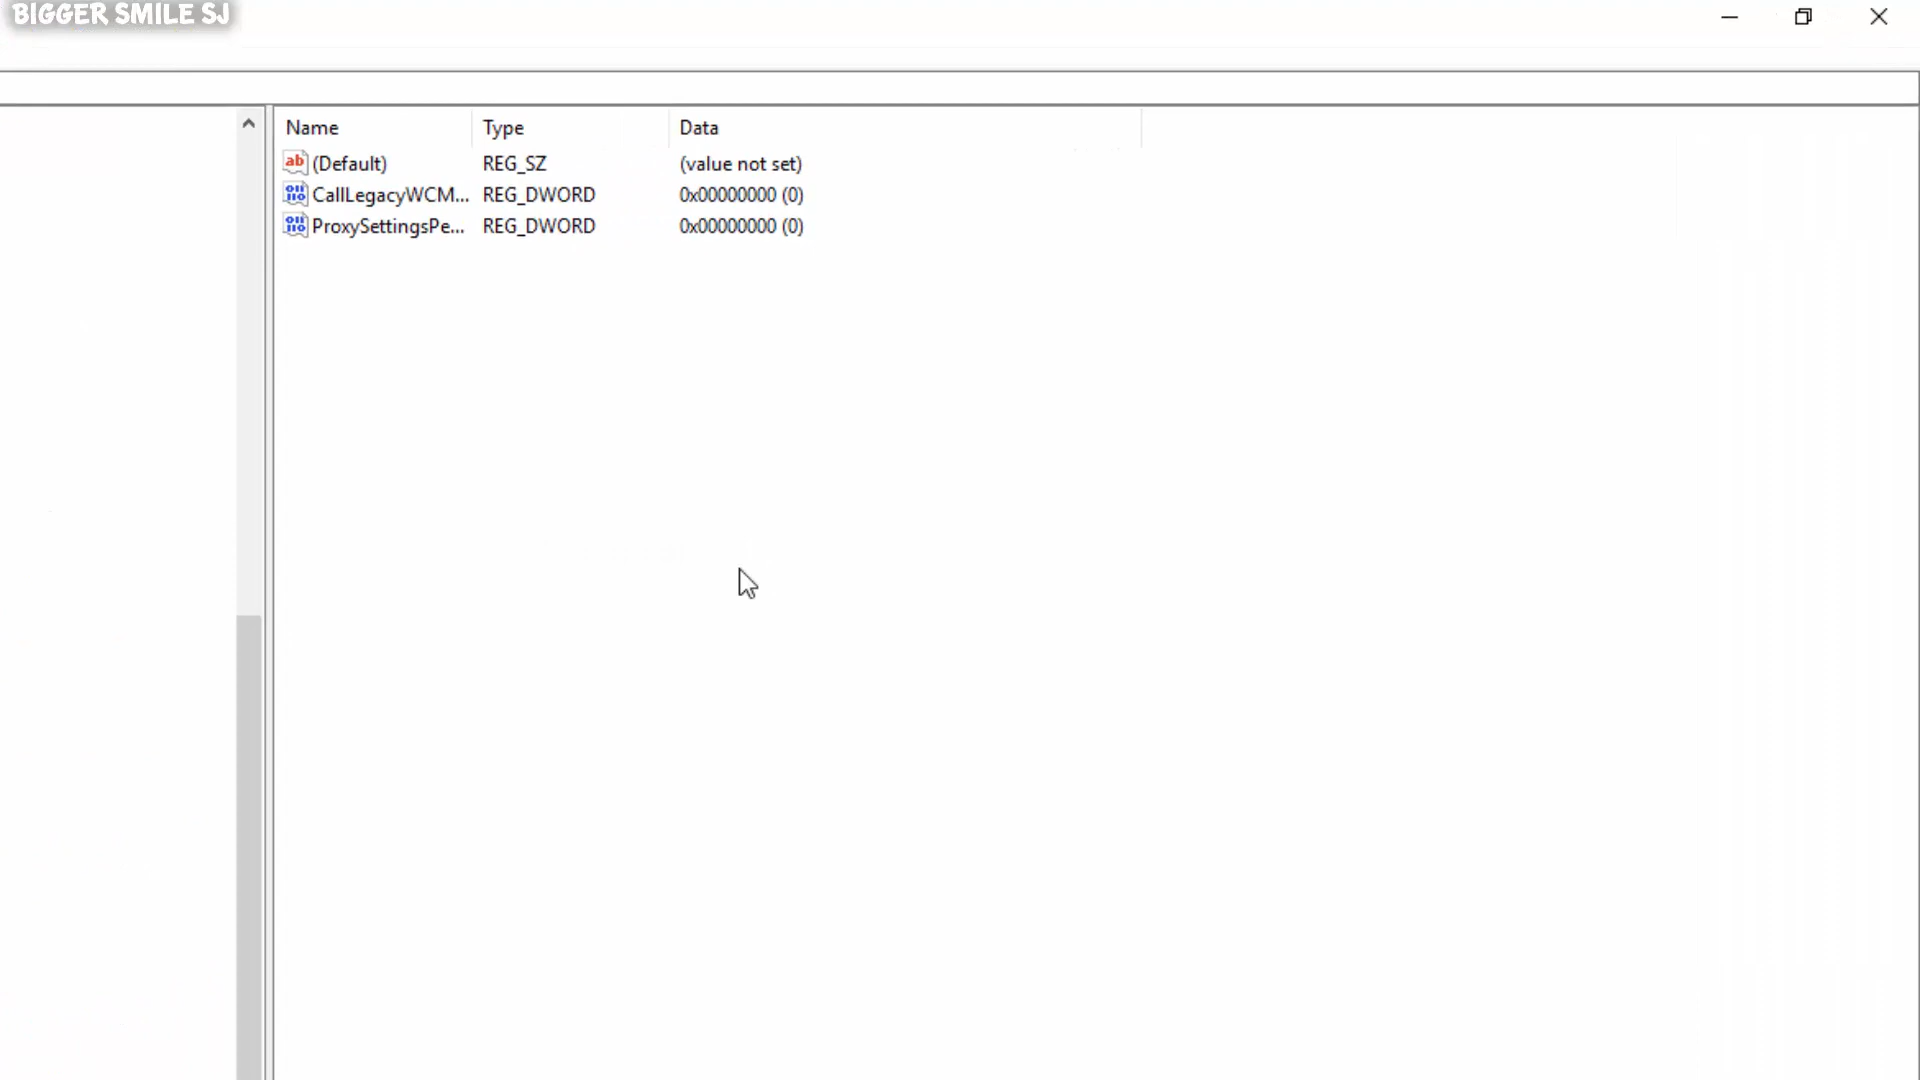 BIGGER SMILE SJ
Name Type Data
(Default) REG_SZ (value not set)
CallLegacyWCM... REG_DWORD 0x00000000 (0)
ProxySettingsPe... REG_DWORD 0x00000000 (0)